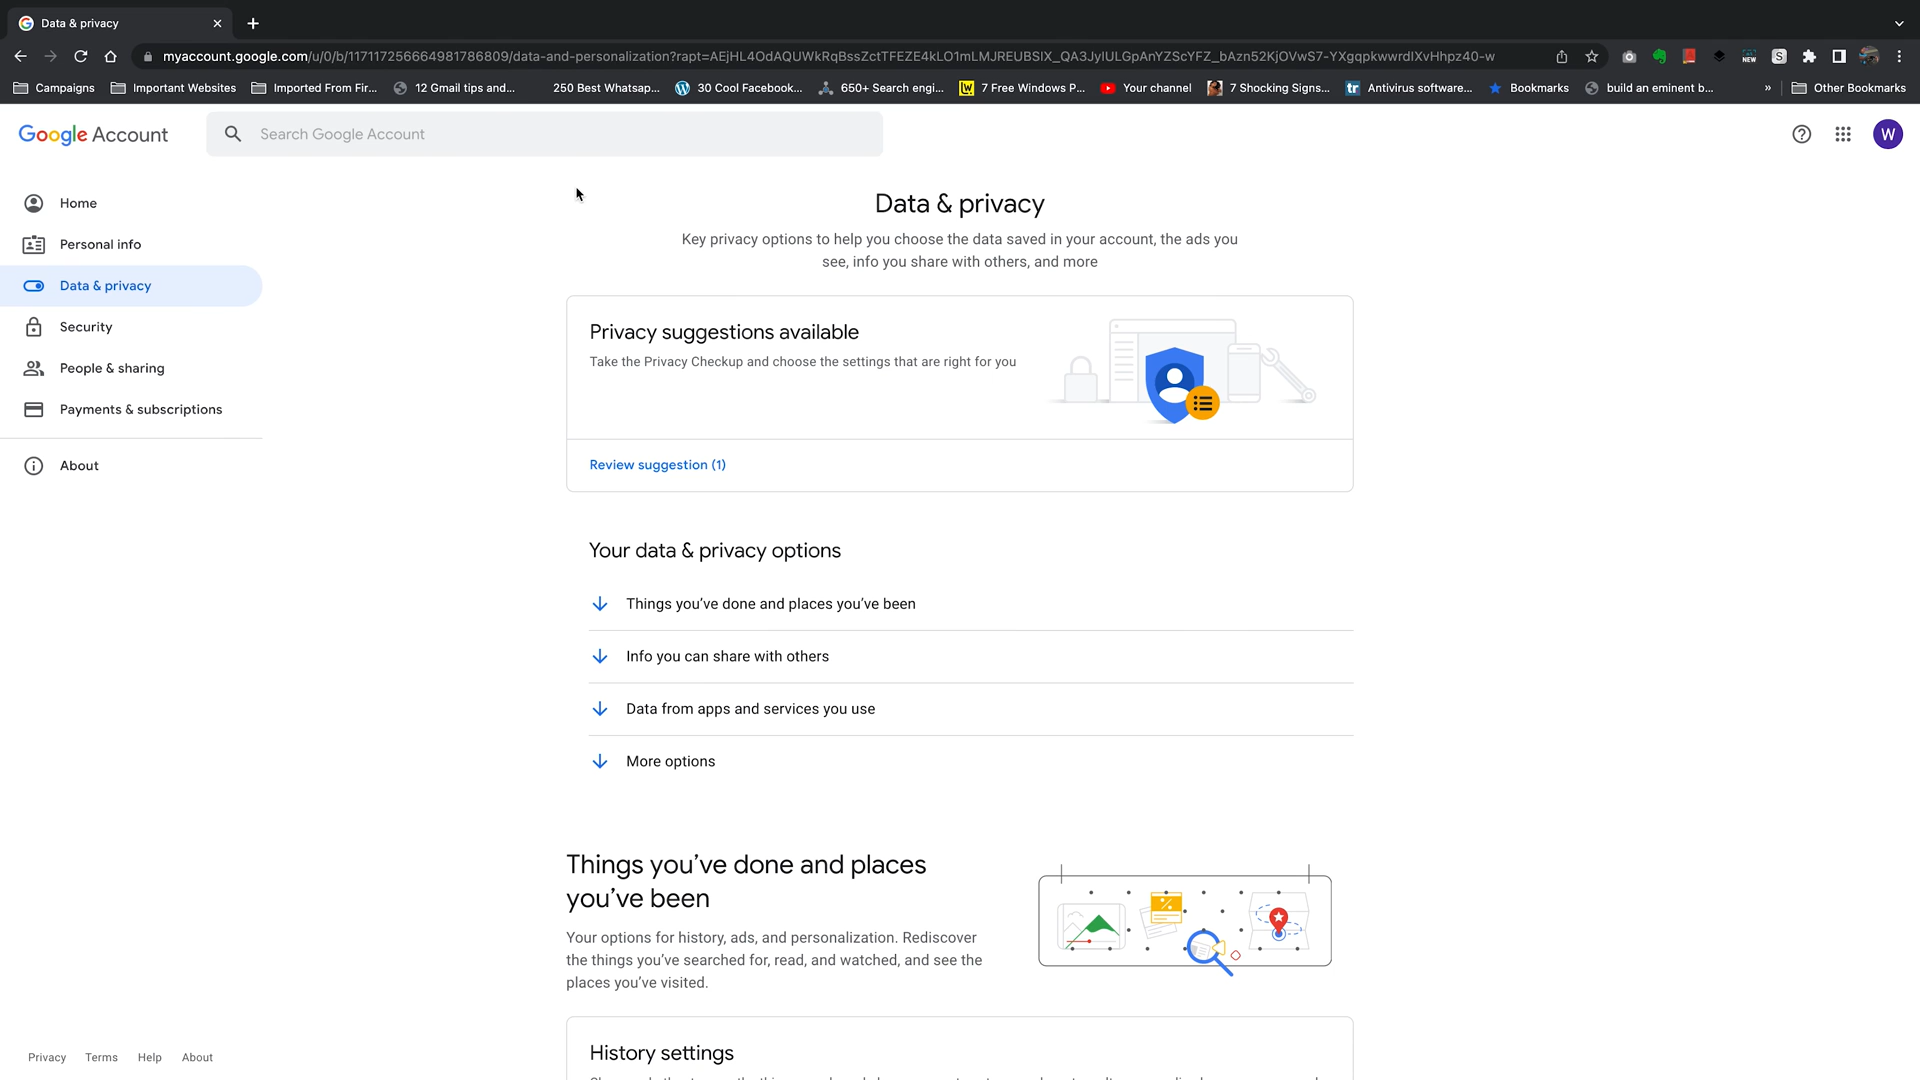 Data & privacy
myaccount.google.com/u/0/b/117117256664981786809/data-and-personalization?rapt=AEjHL4OdAQUWkRqBssZctTFEZE4kLO1mLMJREUBSIX_QA3JyIULGpAnYZScYFZ_bAzn52KjOVwS7-YXgqpkwwrdIXvHhpz40-w
Campaigns
Important Websites
Imported From Fir...
12 Gmail tips and...
250 Best Whatsap...
30 Cool Facebook...
650+ Search engi...
7 Free Windows P...
Your channel
7 Shocking Signs...
Antivirus software...
Bookmarks
build an eminent b...
»
Other Bookmarks
Google Account
Search Google Account
W
Home
Personal info
Data & privacy
Security
People & sharing
Payments & subscriptions
About
Data & privacy
Key privacy options to help you choose the data saved in your account, the ads you
see, info you share with others, and more
Privacy suggestions available
Take the Privacy Checkup and choose the settings that are right for you
Review suggestion (1)
Your data & privacy options
Things you've done and places you've been
Info you can share with others
Data from apps and services you use
More options
Things you've done and places
you've been
Your options for history, ads, and personalization. Rediscover
the things you've searched for, read, and watched, and see the
places you've visited.
History settings
Privacy
Terms
Help
About